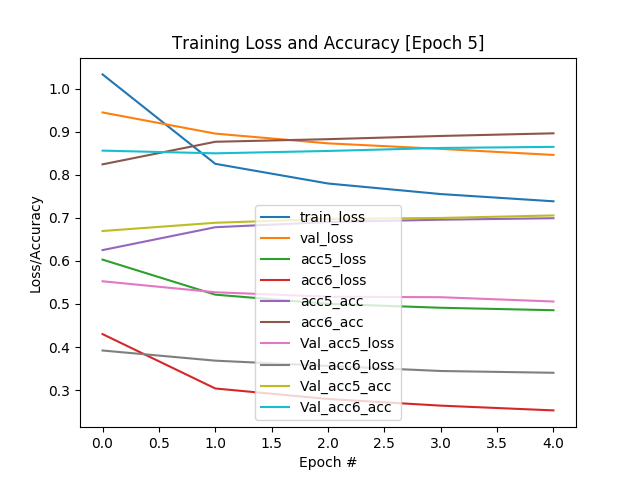 Training Loss and Accuracy [Epoch 5]
Loss/Accuracy
1.0
0.9
0.8
0.7
0.6
0.5
0.4
0.3
train_loss
val_loss
acc5_loss
acc6_loss
acc5_acc
acc6_acc
Val_acc5_loss
Val_acc6_loss
Val_acc5_acc
Val_acc6_acc
0.0 0.5 1.0 1.5 2.0 2.5 3.0 3.5 4.0
Epoch #